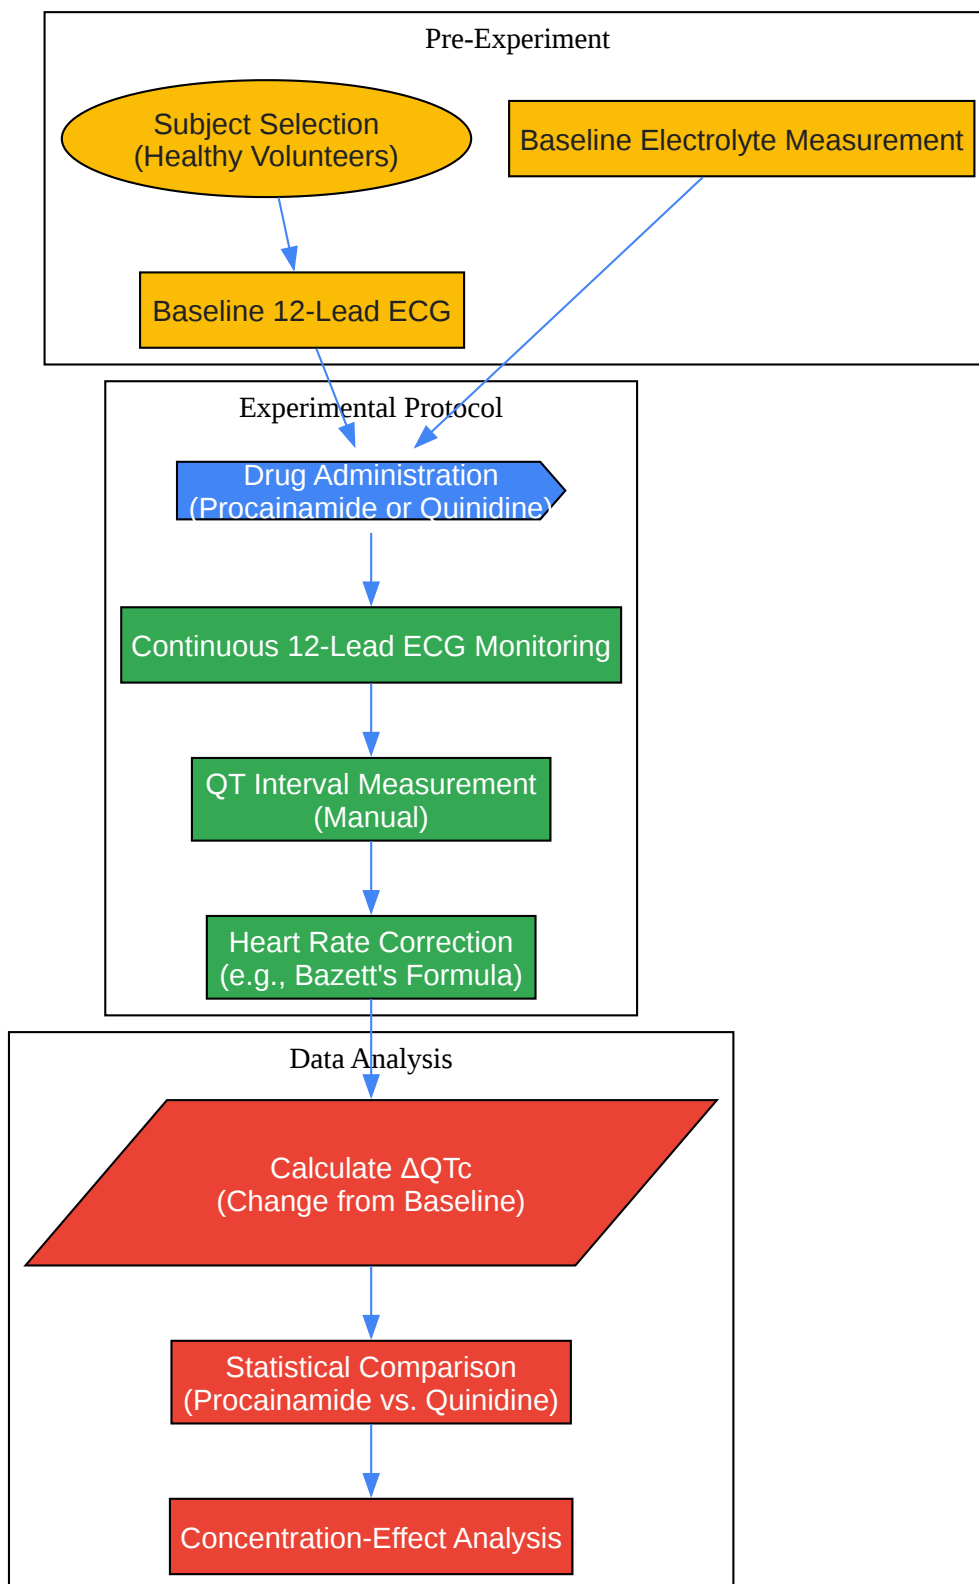 Pre-Experiment
Subject Selection
(Healthy Volunteers)
Baseline Electrolyte Measurement
Baseline 12-Lead ECG
Experimental Protocol
Drug Administration
(Procainamide or Quinidine)
Continuous 12-Lead ECG Monitoring
QT Interval Measurement
(Manual)
Heart Rate Correction
(e.g., Bazett's Formula)
Data Analysis
Calculate ΔQTc
(Change from Baseline)
Statistical Comparison
(Procainamide vs. Quinidine)
Concentration-Effect Analysis